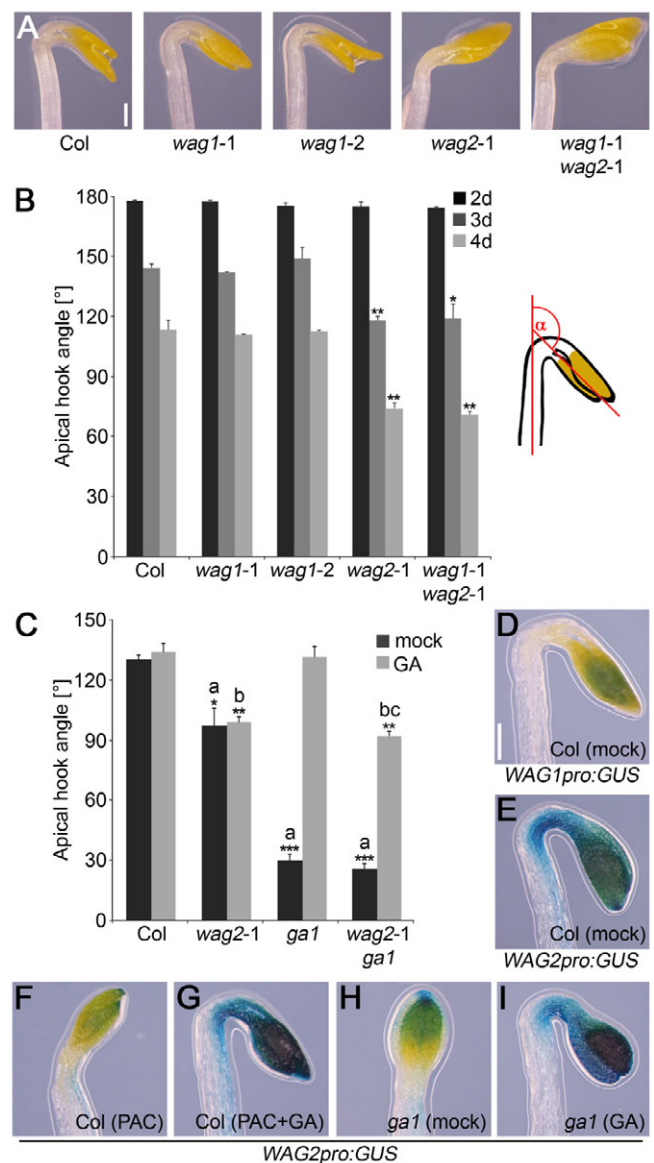 A
Col
wag1-1
wag1-2
wag2-1
wag1-1
wag2-1
B
Apical hook angle [°]
180
150
120
90
60
30
0
2d
3d
4d
**
**
*
**
Col
wag1-1
wag1-2
wag2-1
wag1-1
wag2-1
α
C
Apical hook angle [°]
150
120
90
60
30
0
mock
GA
a
*
b
**
a
***
a
***
bc
**
Col
wag2-1
ga1
wag2-1
ga1
D
Col (mock)
WAG1pro:GUS
E
Col (mock)
WAG2pro:GUS
F
Col (PAC)
G
Col (PAC+GA)
H
ga1 (mock)
I
ga1 (GA)
WAG2pro:GUS